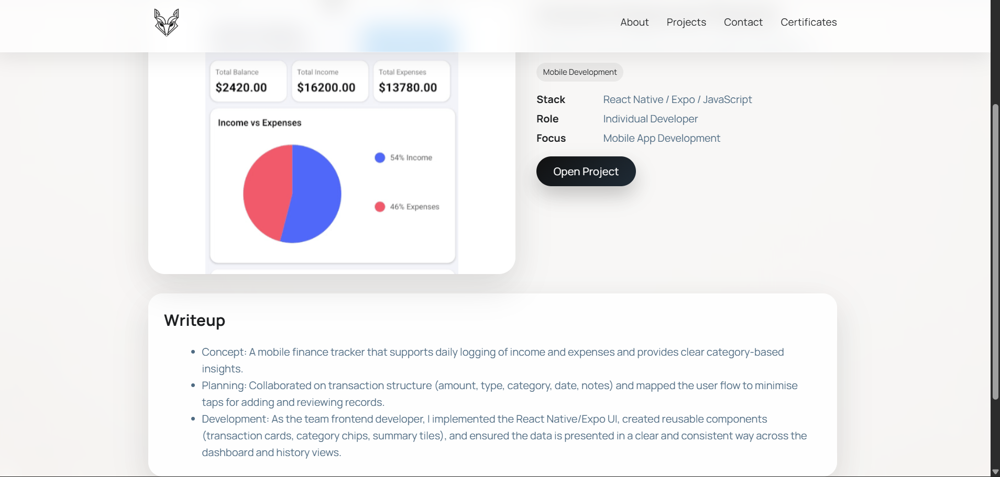 About Projects Contact Certificates
Total Balance
$2420.00
Total Income
$16200.00
Total Expenses
$13780.00
Income vs Expenses
54% Income
46% Expenses
Mobile Development
Stack React Native / Expo / JavaScript
Role Individual Developer
Focus Mobile App Development
Open Project
Writeup
• Concept: A mobile finance tracker that supports daily logging of income and expenses and provides clear category-based
insights.
• Planning: Collaborated on transaction structure (amount, type, category, date, notes) and mapped the user flow to minimise
taps for adding and reviewing records.
• Development: As the team frontend developer, I implemented the React Native/Expo UI, created reusable components
(transaction cards, category chips, summary tiles), and ensured the data is presented in a clear and consistent way across the
dashboard and history views.